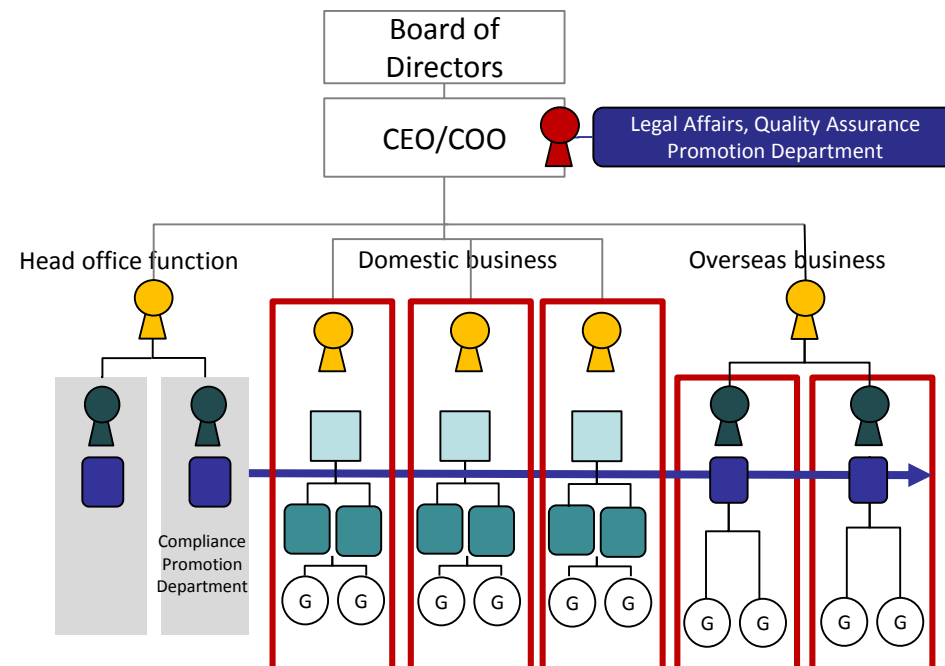 Board of
Directors
CEO/COO
Legal Affairs, Quality Assurance
Promotion Department
Head office function
Domestic business
Overseas business
Compliance
Promotion
Department
G G G G G G G G G G